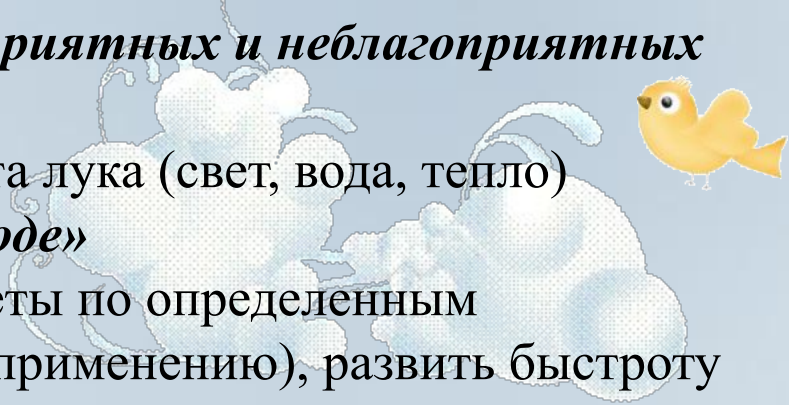 риятных и неблагоприятных
та лука (свет, вода, тепло)
оде»
еты по определенным
применению), развить быстроту